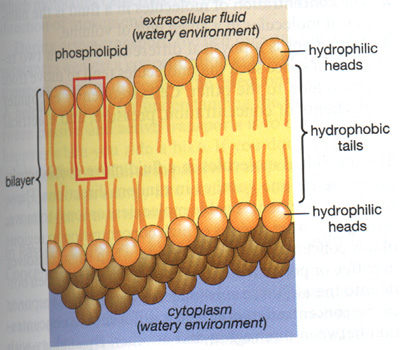 extracellular fluid
(watery environment)
phospholipid
hydrophilic
heads
hydrophobic
tails
bilayer
hydrophilic
heads
cytoplasm
(watery environment)